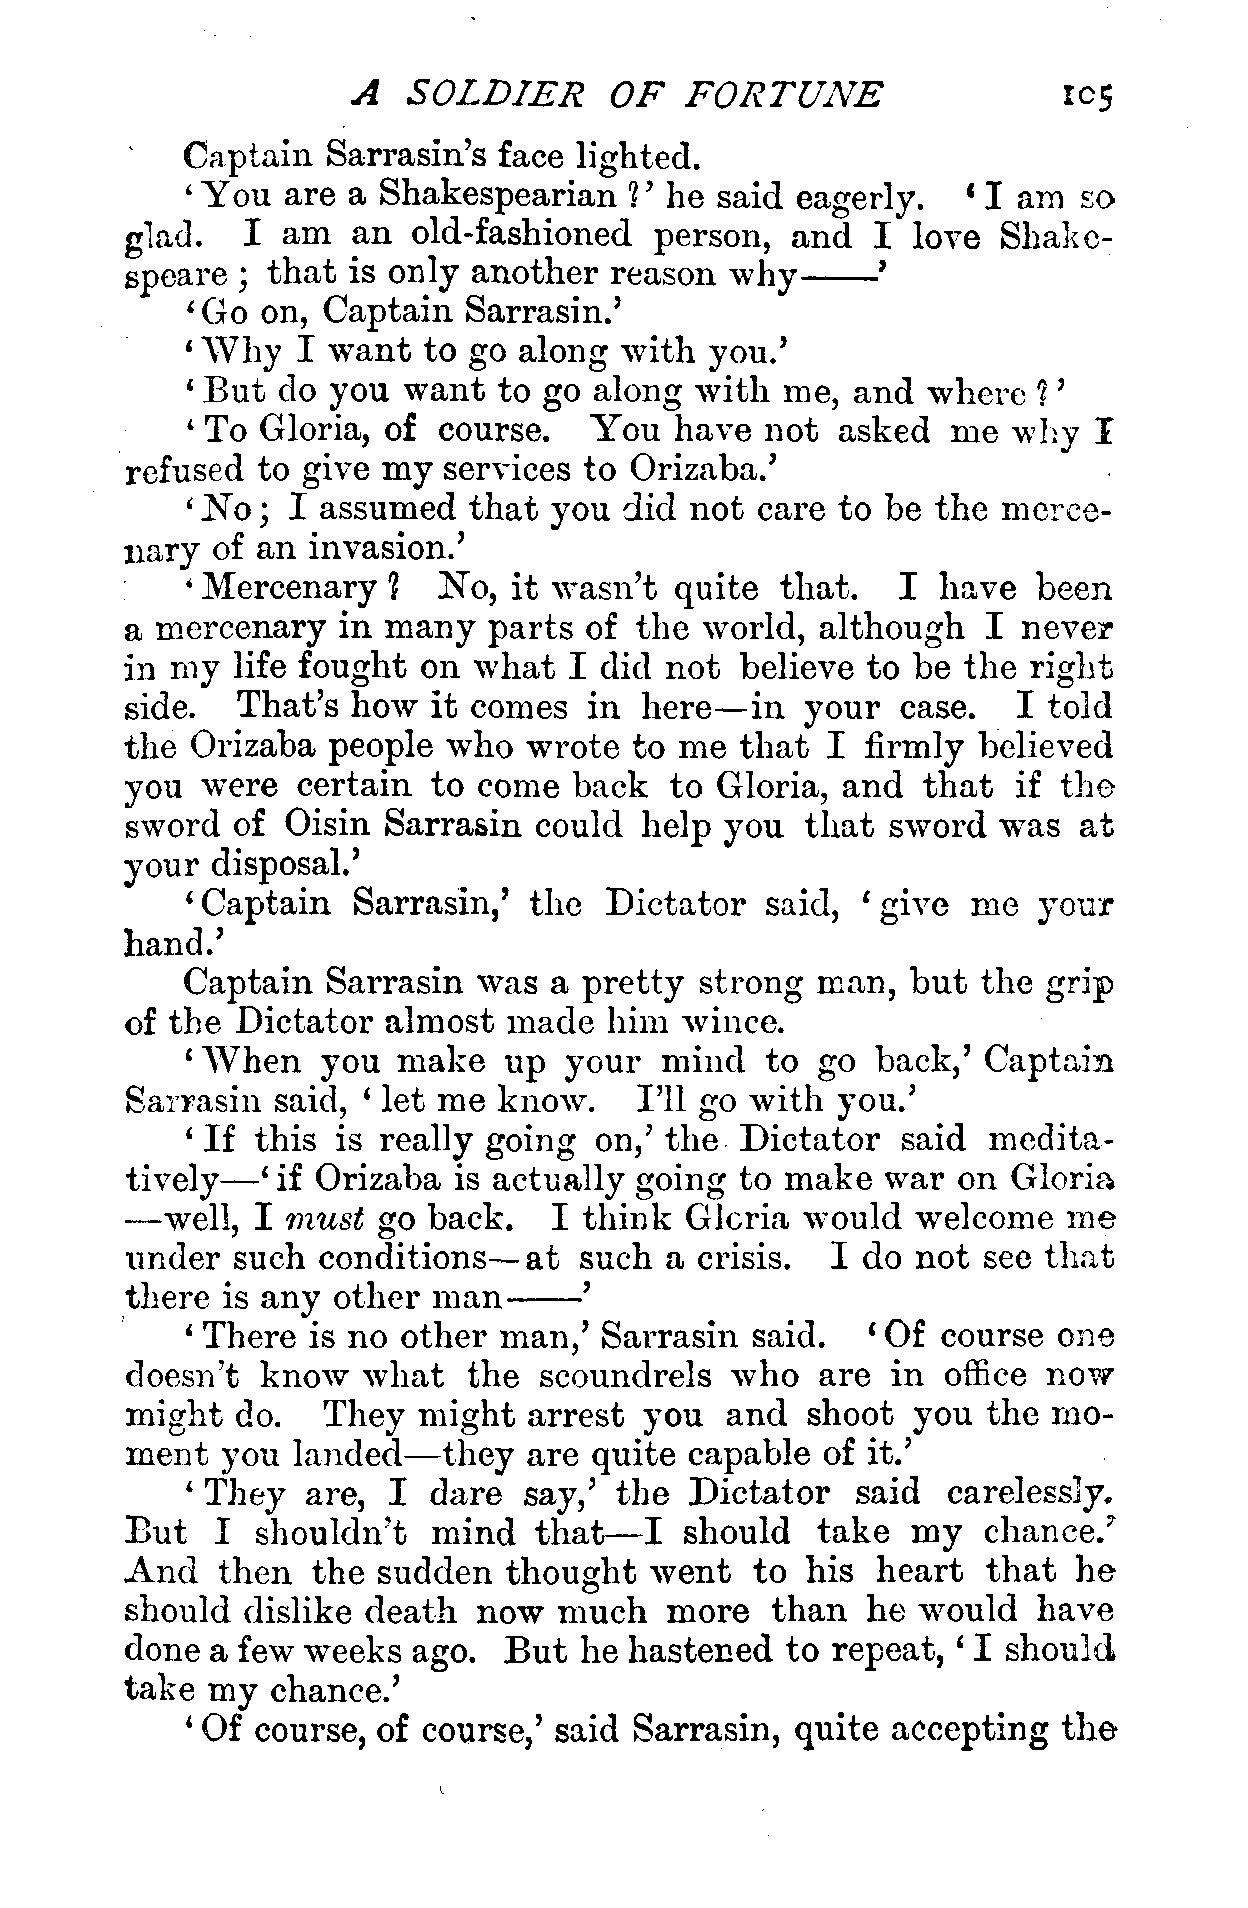 A SOLDIER OF FORTUNE 105
Captain Sarrasin's face lighted.
'You are a Shakespearian?' he said eagerly. 'I am so
glad. I am an old-fashioned person, and I love Shake-
speare; that is only another reason why——'
'Go on, Captain Sarrasin.'
'Why I want to go along with you.'
'But do you want to go along with me, and where?'
'To Gloria, of course. You have not asked me why I
refused to give my services to Orizaba.'
'No; I assumed that you did not care to be the merce-
nary of an invasion.'
'Mercenary? No, it wasn't quite that. I have been
a mercenary in many parts of the world, although I never
in my life fought on what I did not believe to be the right
side. That's how it comes in here—in your case. I told
the Orizaba people who wrote to me that I firmly believed
you were certain to come back to Gloria, and that if the
sword of Oisin Sarrasin could help you that sword was at
your disposal.'
'Captain Sarrasin,' the Dictator said, 'give me your
hand.'
Captain Sarrasin was a pretty strong man, but the grip
of the Dictator almost made him wince.
'When you make up your mind to go back,' Captain
Sarrasin said, 'let me know. I'll go with you.'
'If this is really going on,' the Dictator said medita-
tively—'if Orizaba is actually going to make war on Gloria
—well, I must go back. I think Gloria would welcome me
under such conditions—at such a crisis. I do not see that
there is any other man——'
'There is no other man,' Sarrasin said. 'Of course one
doesn't know what the scoundrels who are in office now
might do. They might arrest you and shoot you the mo-
ment you landed—they are quite capable of it.'
'They are, I dare say,' the Dictator said carelessly.
But I shouldn't mind that—I should take my chance.'
And then the sudden thought went to his heart that he
should dislike death now much more than he would have
done a few weeks ago. But he hastened to repeat, 'I should
take my chance.'
'Of course, of course,' said Sarrasin, quite accepting the